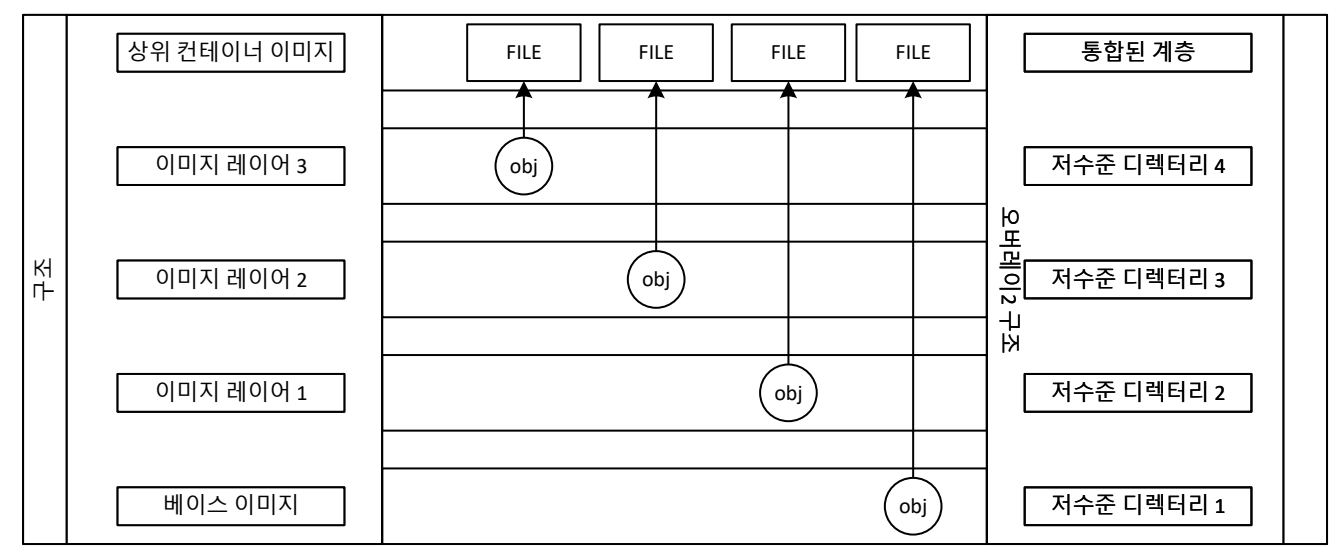 상위 컨테이너 이미지
FILE
FILE
FILE
FILE
통합된 계층
이미지 레이어 3
obj
저수준 디렉터리 4
구조
이미지 레이어 2
obj
오버레이2 구조
저수준 디렉터리 3
이미지 레이어 1
obj
저수준 디렉터리 2
베이스 이미지
obj
저수준 디렉터리 1